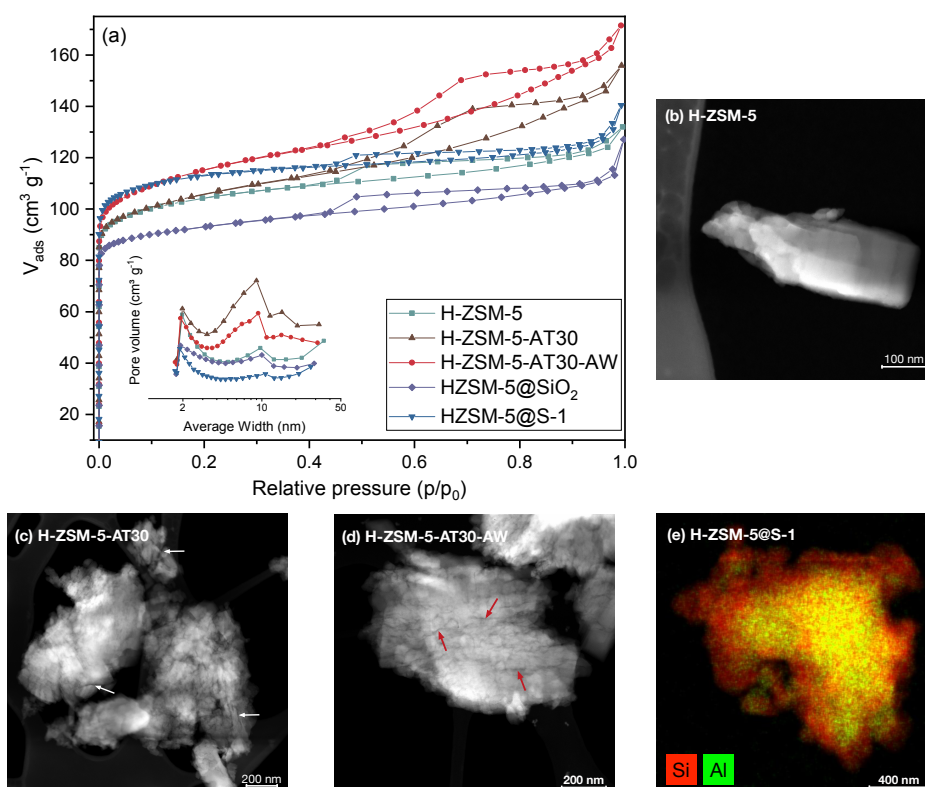 (a)
V_ads (cm³ g⁻¹)
160
140
120
100
80
60
40
20
0.0 0.2 0.4 0.6 0.8 1.0
Relative pressure (p/p₀)
Pore volume (cm³ g⁻¹)
2 10 50
Average Width (nm)
H-ZSM-5
H-ZSM-5-AT30
H-ZSM-5-AT30-AW
HZSM-5@SiO₂
HZSM-5@S-1
(b) H-ZSM-5
100 nm
(c) H-ZSM-5-AT30
200 nm
(d) H-ZSM-5-AT30-AW
200 nm
(e) H-ZSM-5@S-1
Si Al
400 nm